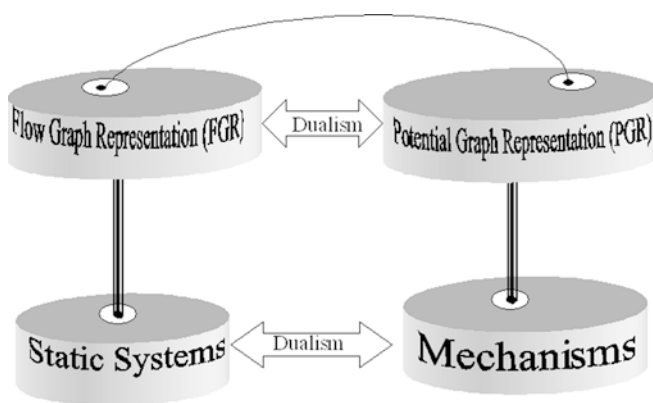 Flow Graph Representation (FGR)
Dualism
Potential Graph Representation (PGR)
Static Systems
Dualism
Mechanisms